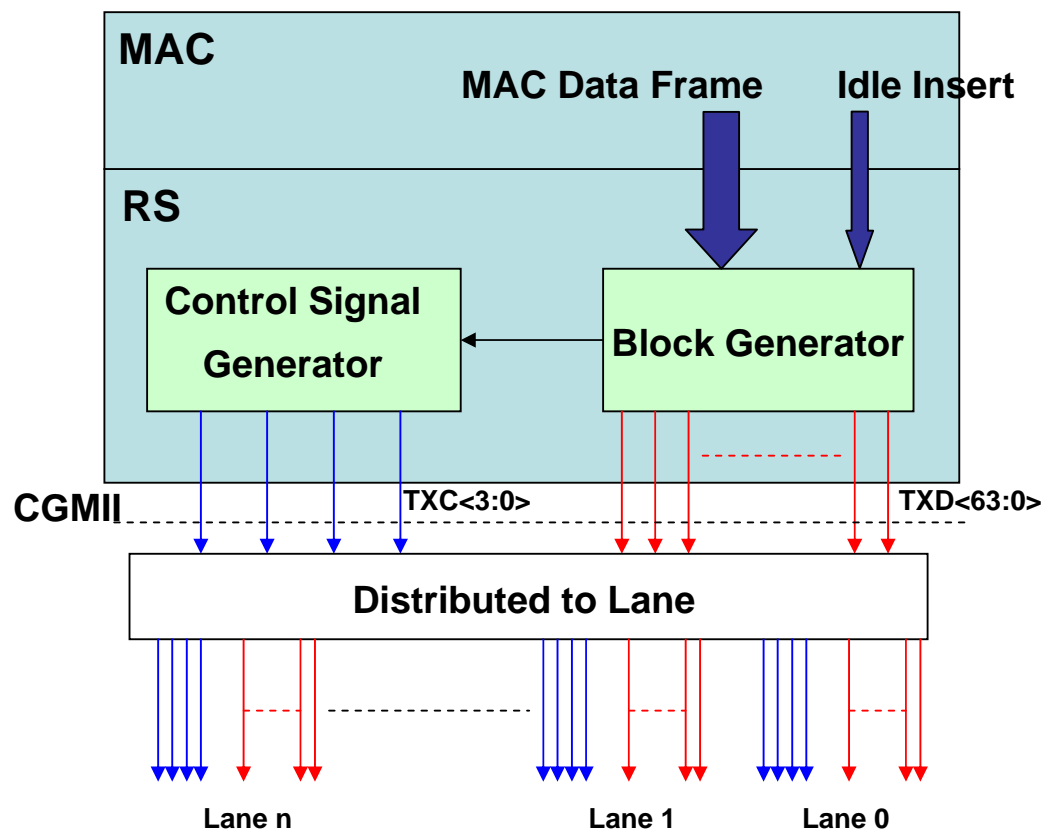 MAC
MAC Data Frame
Idle Insert
RS
Control Signal
Generator
Block Generator
CGMII
TXC<3:0>
TXD<63:0>
Distributed to Lane
Lane n
Lane 1
Lane 0